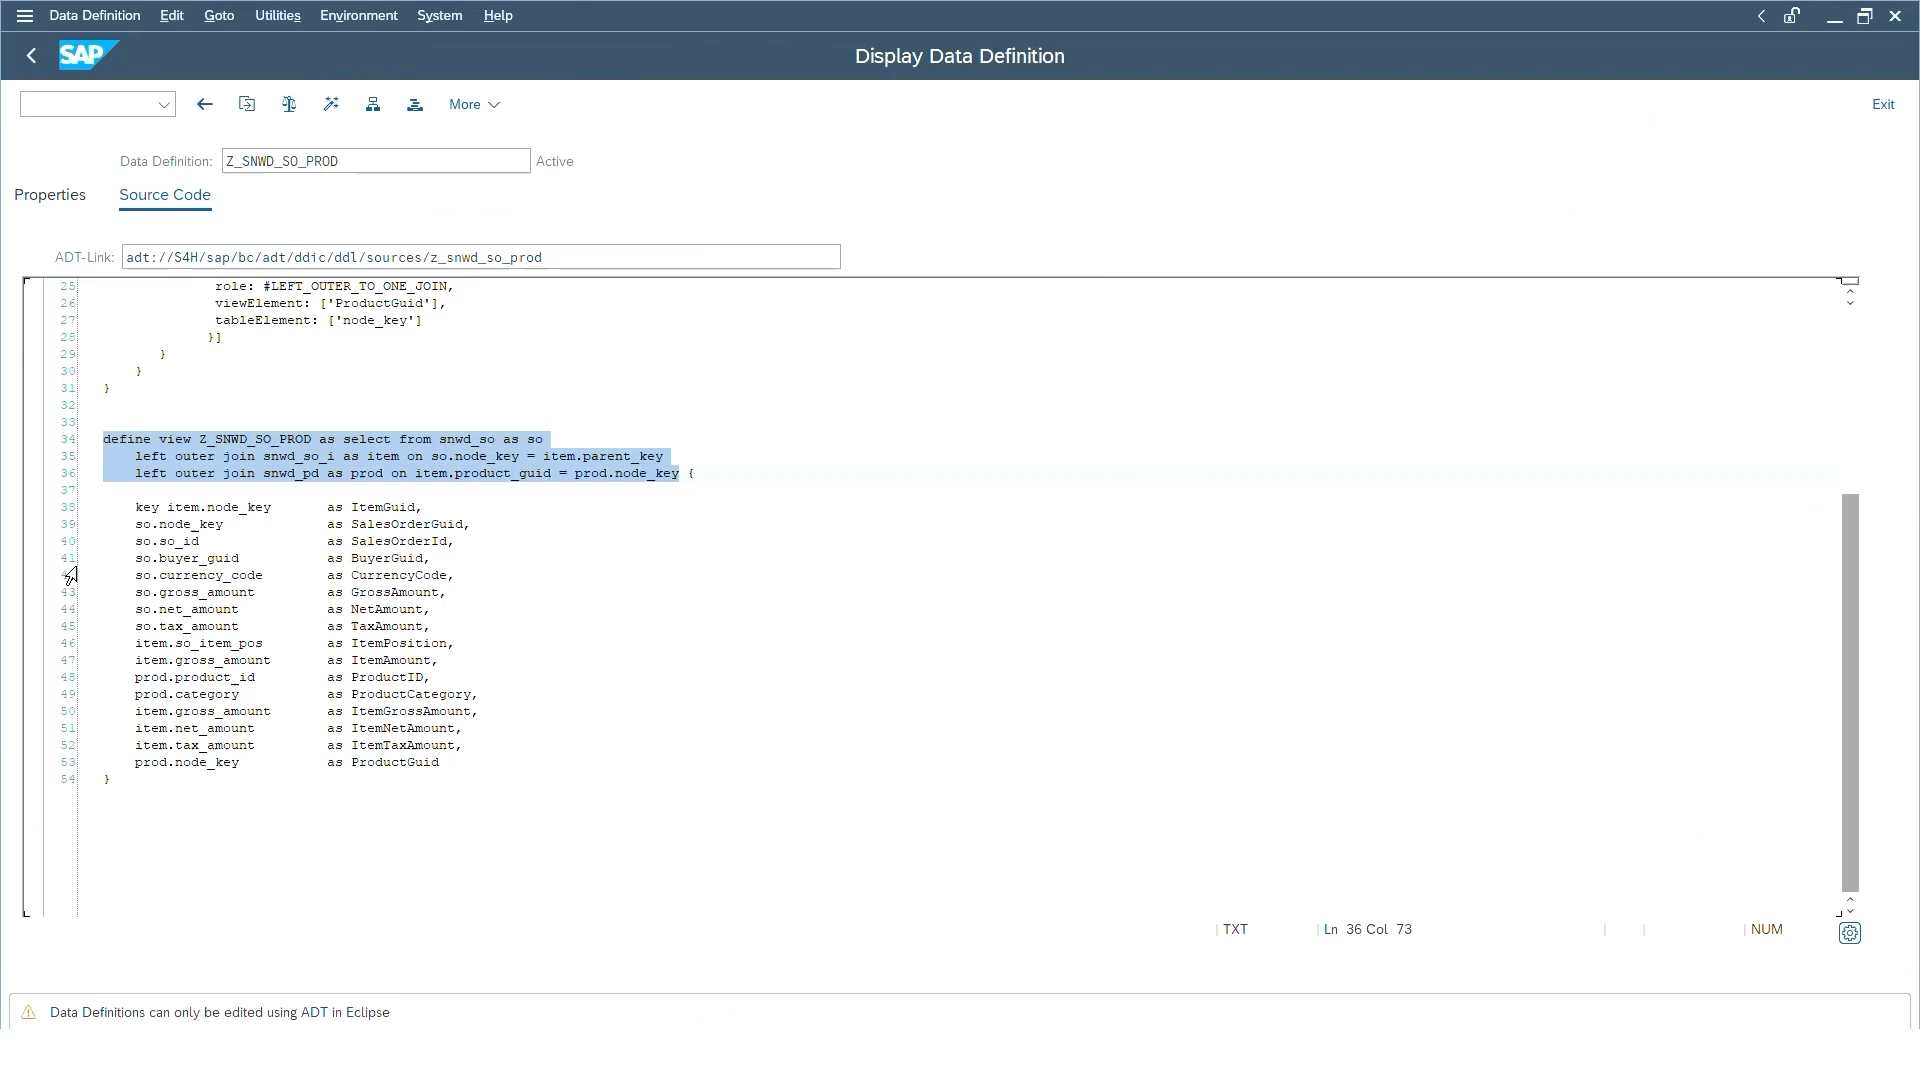 Data Definition Edit Goto Utilities Environment System Help
SAP Display Data Definition
More Exit
Data Definition: Z_SNWD_SO_PROD Active
Properties Source Code
ADT-Link: adt://S4H/sap/bc/adt/ddic/ddl/sources/z_snwd_so_prod
25 role: #LEFT_OUTER_TO_ONE_JOIN,
26 viewElement: ['ProductGuid'],
27 tableElement: ['node_key']
28 }]
29 }
30 }
31 }
32
33
34 define view Z_SNWD_SO_PROD as select from snwd_so as so
35 left outer join snwd_so_i as item on so.node_key = item.parent_key
36 left outer join snwd_pd as prod on item.product_guid = prod.node_key {
37
38 key item.node_key as ItemGuid,
39 so.node_key as SalesOrderGuid,
40 so.so_id as SalesOrderId,
41 so.buyer_guid as BuyerGuid,
so.currency_code as CurrencyCode,
43 so.gross_amount as GrossAmount,
44 so.net_amount as NetAmount,
45 so.tax_amount as TaxAmount,
46 item.so_item_pos as ItemPosition,
47 item.gross_amount as ItemAmount,
48 prod.product_id as ProductID,
49 prod.category as ProductCategory,
50 item.gross_amount as ItemGrossAmount,
51 item.net_amount as ItemNetAmount,
52 item.tax_amount as ItemTaxAmount,
53 prod.node_key as ProductGuid
54 }
TXT Ln 36 Col 73 NUM
Data Definitions can only be edited using ADT in Eclipse